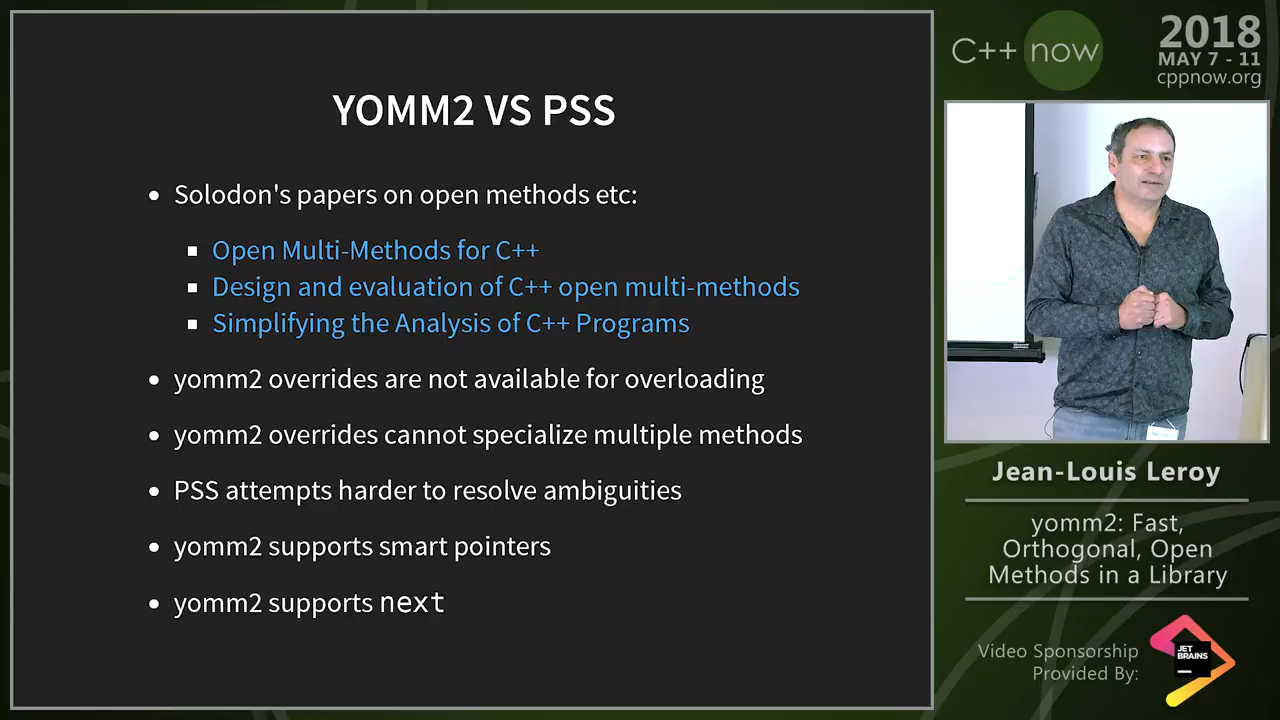 YOMM2 VS PSS
Solodon's papers on open methods etc:
Open Multi-Methods for C++
Design and evaluation of C++ open multi-methods
Simplifying the Analysis of C++ Programs
yomm2 overrides are not available for overloading
yomm2 overrides cannot specialize multiple methods
PSS attempts harder to resolve ambiguities
yomm2 supports smart pointers
yomm2 supports next
C++ now
2018
MAY 7 - 11
cppnow.org
Jean-Louis Leroy
yomm2: Fast,
Orthogonal, Open
Methods in a Library
Video Sponsorship
Provided By:
JET
BRAINS